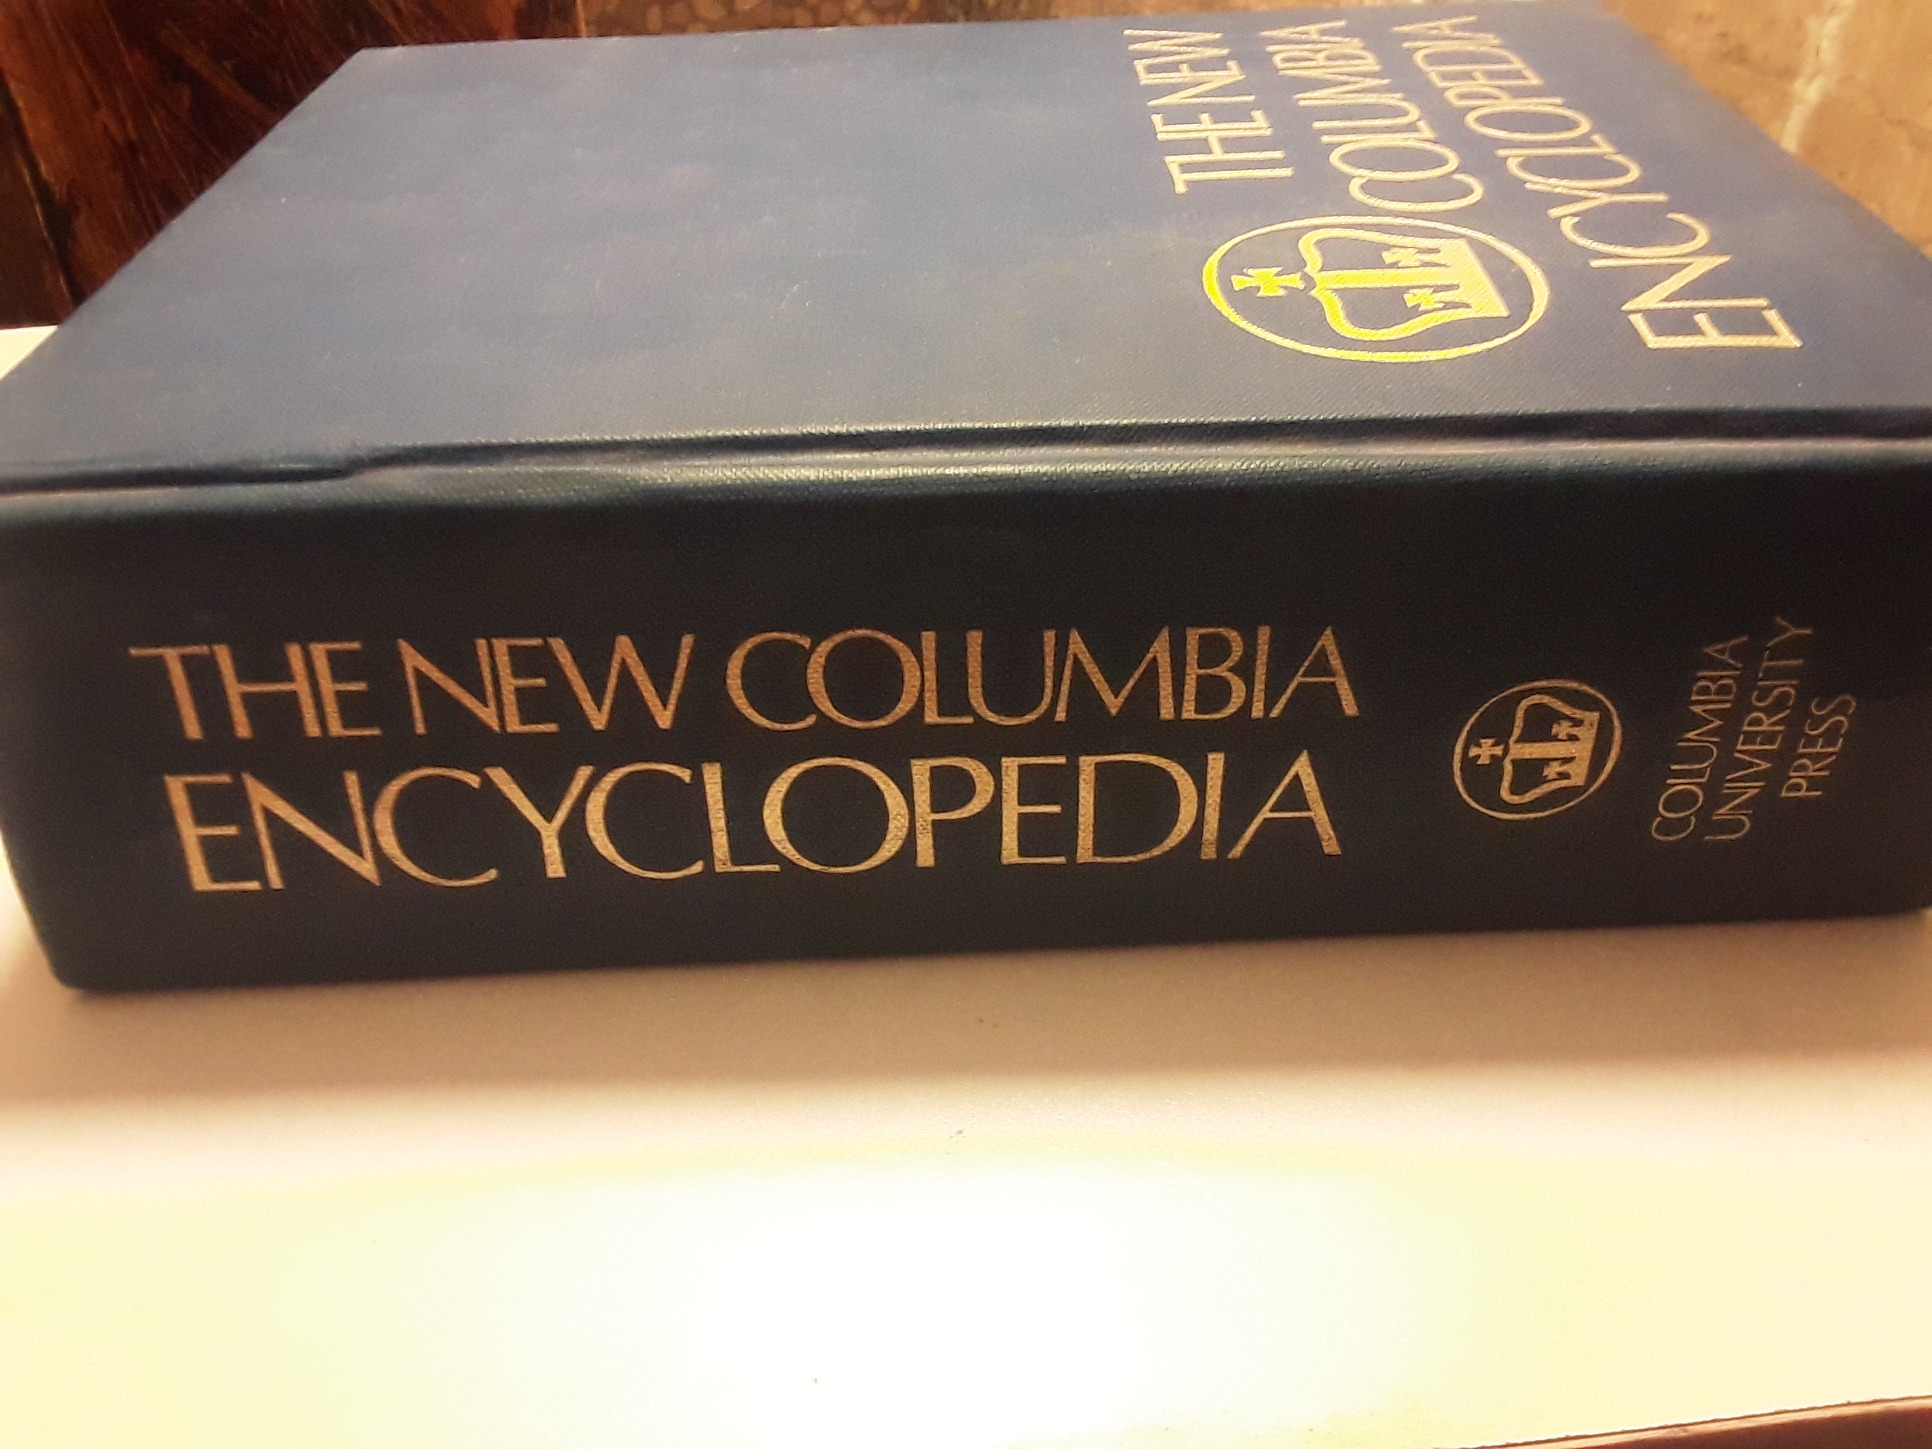 THE NEW
COLUMBIA
ENCYCLOPEDIA
THE NEW COLUMBIA
ENCYCLOPEDIA
COLUMBIA
UNIVERSITY
PRESS